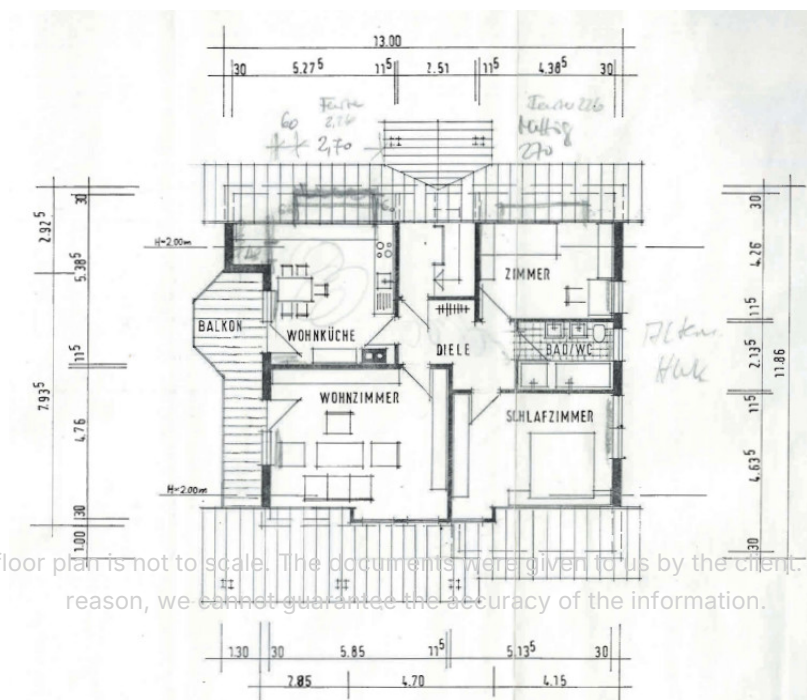 13.00
30 5.27⁵ 11⁵ 2.51 11⁵ 4.38⁵ 30
60 2,70
270
H=2.00m
ZIMMER
BALKON
WOHNKÜCHE
DIELE
BAD/WC
WOHNZIMMER
SCHLAFZIMMER
H=2.00m
2.92⁵
7.93⁵
30
5.38⁵
11⁵
4.76
30
1.00
30
4.26
11⁵
2.13⁵
11⁵
4.63⁵
30
11.86
floor plan is not to scale. The documents were given to us by the client.
reason, we cannot guarantee the accuracy of the information.
1.30 30 5.85 11⁵ 5.13⁵ 30
2.85 4.70 4.15